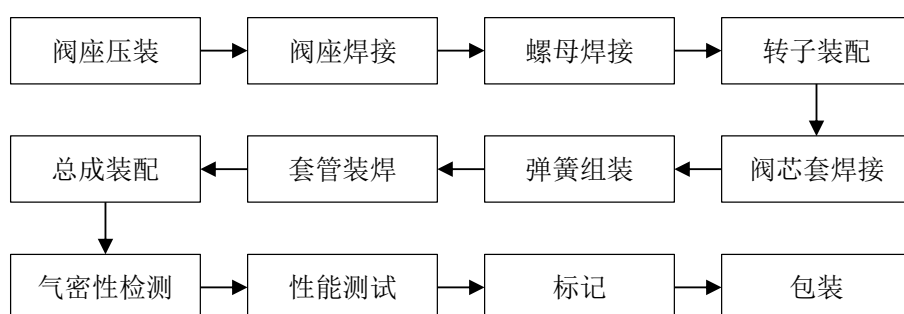 阀座压装 阀座焊接 螺母焊接 转子装配
总成装配 套管装焊 弹簧组装 阀芯套焊接
气密性检测 性能测试 标记 包装